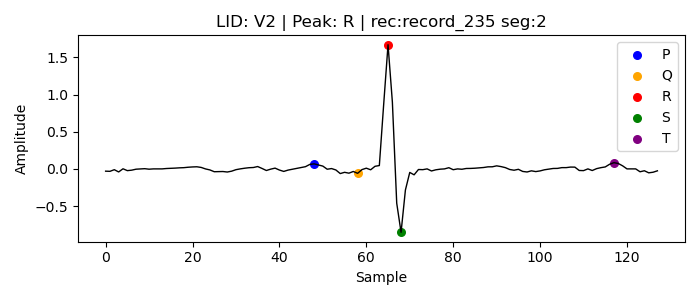 LID: V2 | Peak: R | rec:record_235 seg:2
P
Q
R
S
T
Amplitude
1.5
1.0
0.5
0.0
−0.5
0 20 40 60 80 100 120
Sample